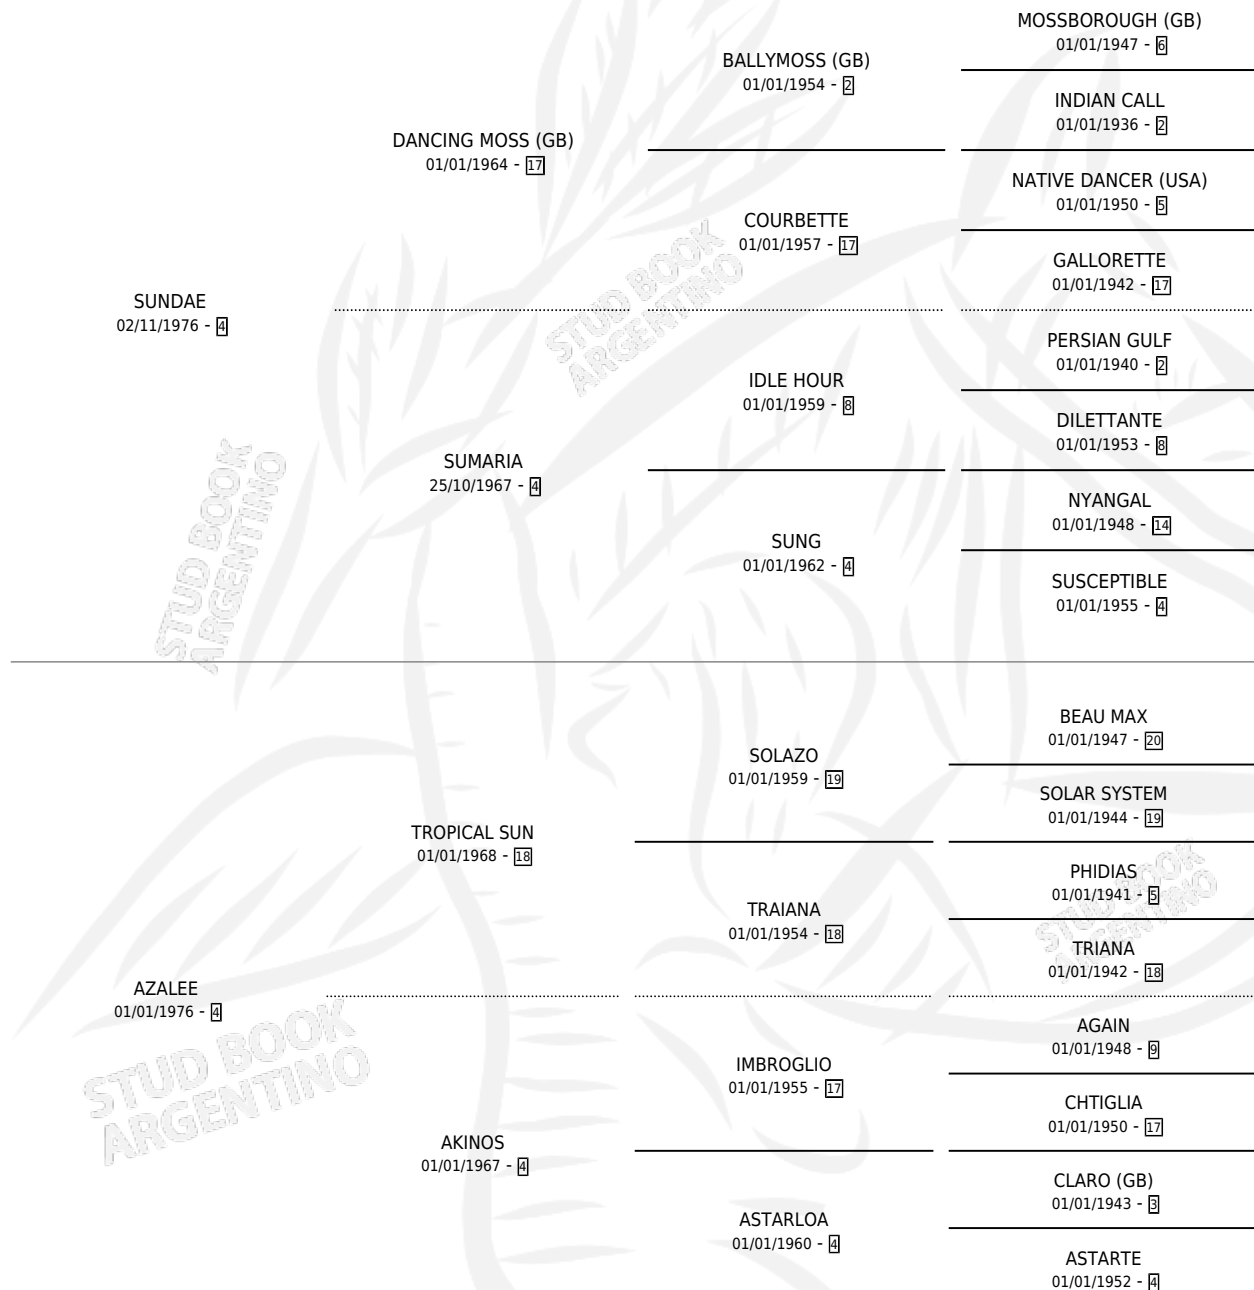 MOSSBOROUGH (GB)
01/01/1947 - 6
BALLYMOSS (GB)
01/01/1954 - 2
INDIAN CALL
01/01/1936 - 2
DANCING MOSS (GB)
01/01/1964 - 17
NATIVE DANCER (USA)
01/01/1950 - 5
COURBETTE
01/01/1957 - 17
GALLORETTE
01/01/1942 - 17
SUNDAE
02/11/1976 - 4
STUD BOOK
ARGENTINO
PERSIAN GULF
01/01/1940 - 2
IDLE HOUR
01/01/1959 - 8
DILETTANTE
01/01/1953 - 8
SUMARIA
25/10/1967 - 4
NYANGAL
01/01/1948 - 14
SUNG
01/01/1962 - 4
SUSCEPTIBLE
01/01/1955 - 4
STUD BOOK
ARGENTINO
BEAU MAX
01/01/1947 - 20
SOLAZO
01/01/1959 - 19
SOLAR SYSTEM
01/01/1944 - 19
TROPICAL SUN
01/01/1968 - 18
PHIDIAS
01/01/1941 - 5
TRAIANA
01/01/1954 - 18
TRIANA
01/01/1942 - 18
STUD BOOK
ARGENTINO
AZALEE
01/01/1976 - 4
AGAIN
01/01/1948 - 9
IMBROGLIO
01/01/1955 - 17
CHTIGLIA
01/01/1950 - 17
STUD BOOK
ARGENTINO
AKINOS
01/01/1967 - 4
CLARO (GB)
01/01/1943 - 3
ASTARLOA
01/01/1960 - 4
ASTARTE
01/01/1952 - 4